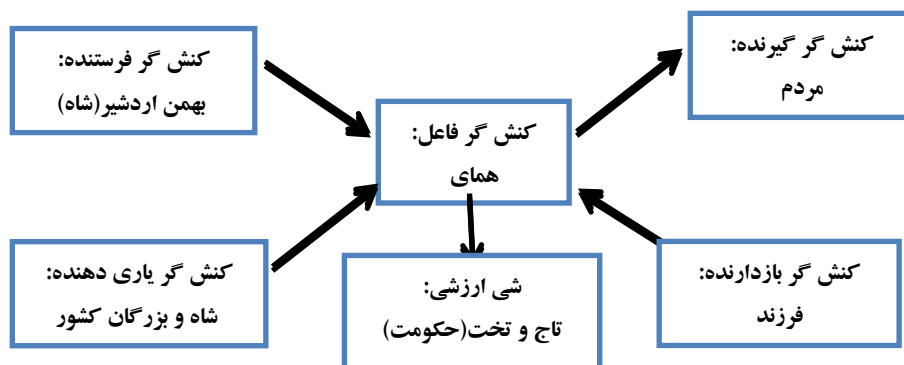 کنش گر گیرنده:
مردم
کنش گر فرستنده:
بهمن اردشیر(شاه)
کنش گر فاعل:
همای
کنش گر بازدارنده:
فرزند
شی ارزشی:
تاج و تخت(حکومت)
کنش گر یاری دهنده:
شاه و بزرگان کشور